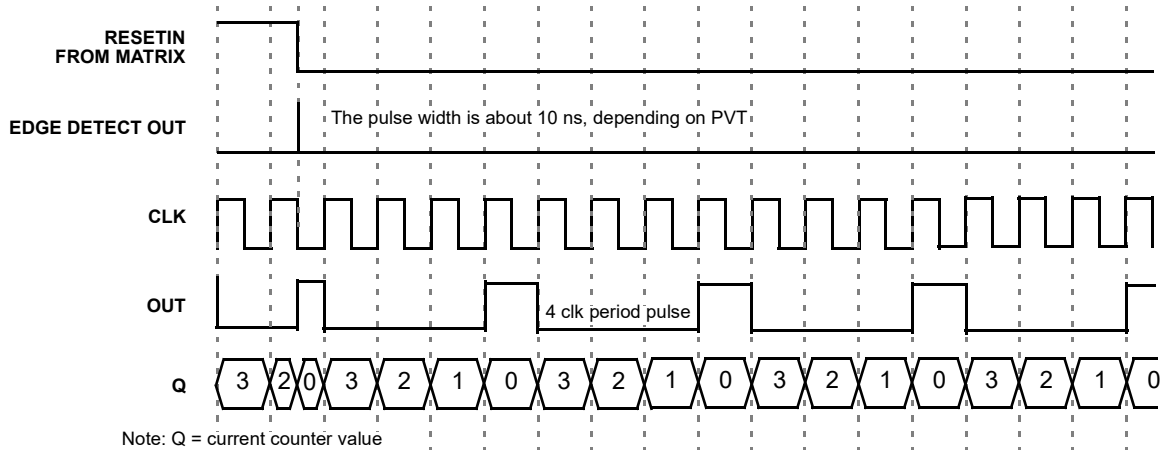 RESETIN
FROM MATRIX
EDGE DETECT OUT
The pulse width is about 10 ns, depending on PVT
CLK
OUT
4 clk period pulse
Q
3 2 0 3 2 1 0 3 2 1 0 3 2 1 0 3 2 1 0
Note: Q = current counter value